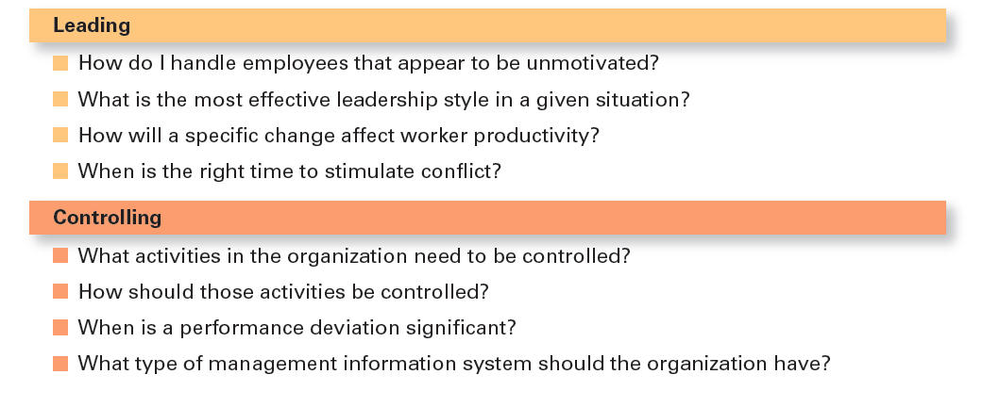 Leading
How do I handle employees that appear to be unmotivated?
What is the most effective leadership style in a given situation?
How will a specific change affect worker productivity?
When is the right time to stimulate conflict?
Controlling
What activities in the organization need to be controlled?
How should those activities be controlled?
When is a performance deviation significant?
What type of management information system should the organization have?